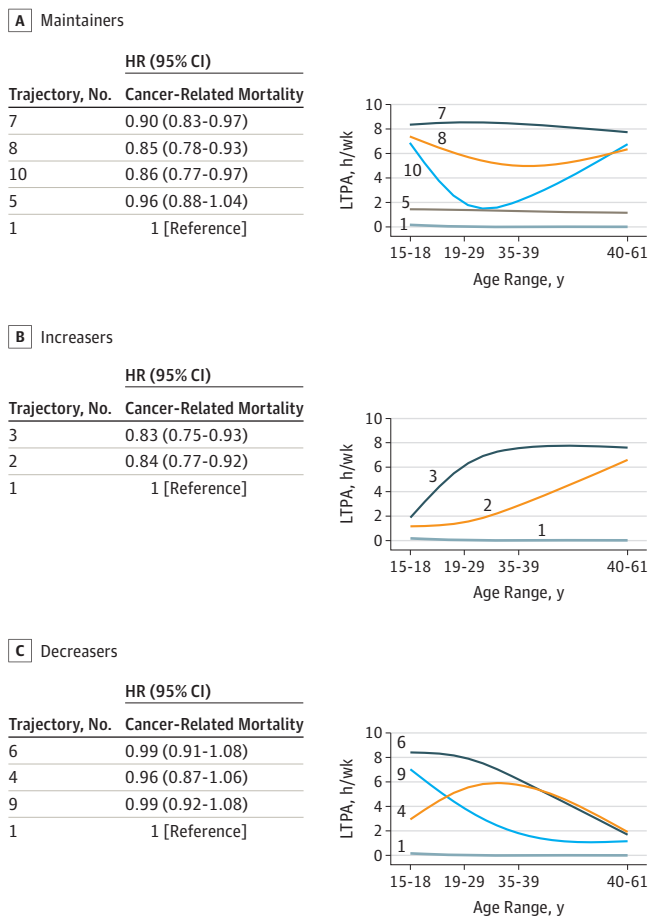 A Maintainers
HR (95% CI)
Trajectory, No. Cancer-Related Mortality
7 0.90 (0.83-0.97)
8 0.85 (0.78-0.93)
10 0.86 (0.77-0.97)
5 0.96 (0.88-1.04)
1 1 [Reference]
10
8
6
4
2
0
LTPA, h/wk
7
8
10
5
1
15-18 19-29 35-39 40-61
Age Range, y
B Increasers
HR (95% CI)
Trajectory, No. Cancer-Related Mortality
3 0.83 (0.75-0.93)
2 0.84 (0.77-0.92)
1 1 [Reference]
10
8
6
4
2
0
LTPA, h/wk
3
2
1
15-18 19-29 35-39 40-61
Age Range, y
C Decreasers
HR (95% CI)
Trajectory, No. Cancer-Related Mortality
6 0.99 (0.91-1.08)
4 0.96 (0.87-1.06)
9 0.99 (0.92-1.08)
1 1 [Reference]
10
8
6
4
2
0
LTPA, h/wk
6
9
4
1
15-18 19-29 35-39 40-61
Age Range, y